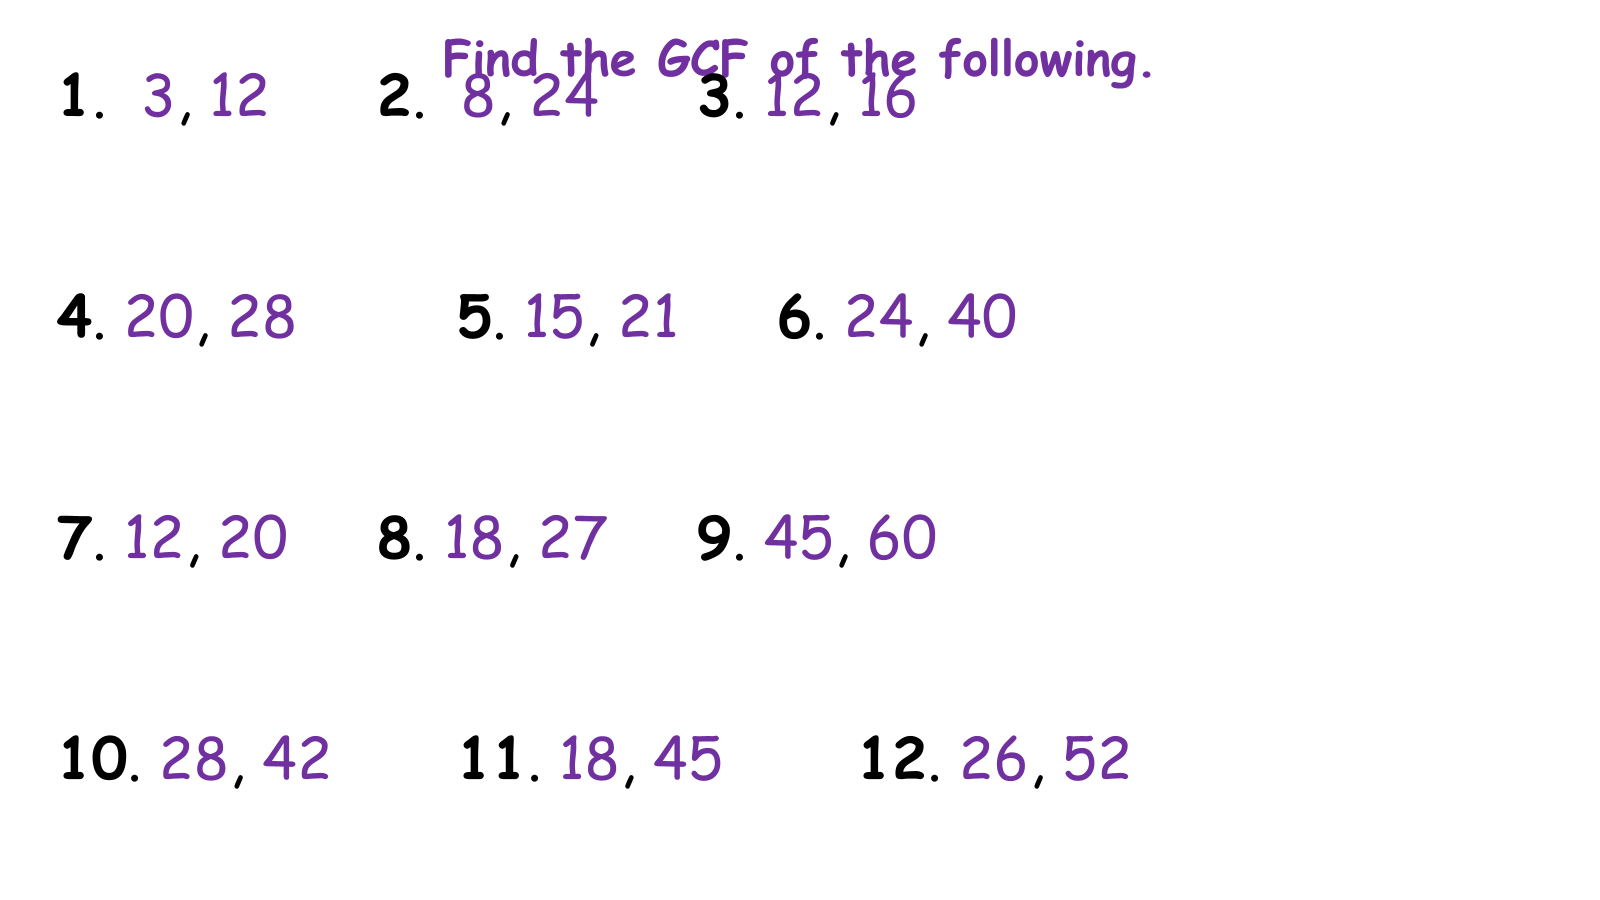 Find the GCF of the following.
1. 3, 12 2. 8, 24 3. 12, 16
4. 20, 28 5. 15, 21 6. 24, 40
7. 12, 20 8. 18, 27 9. 45, 60
10. 28, 42 11. 18, 45 12. 26, 52